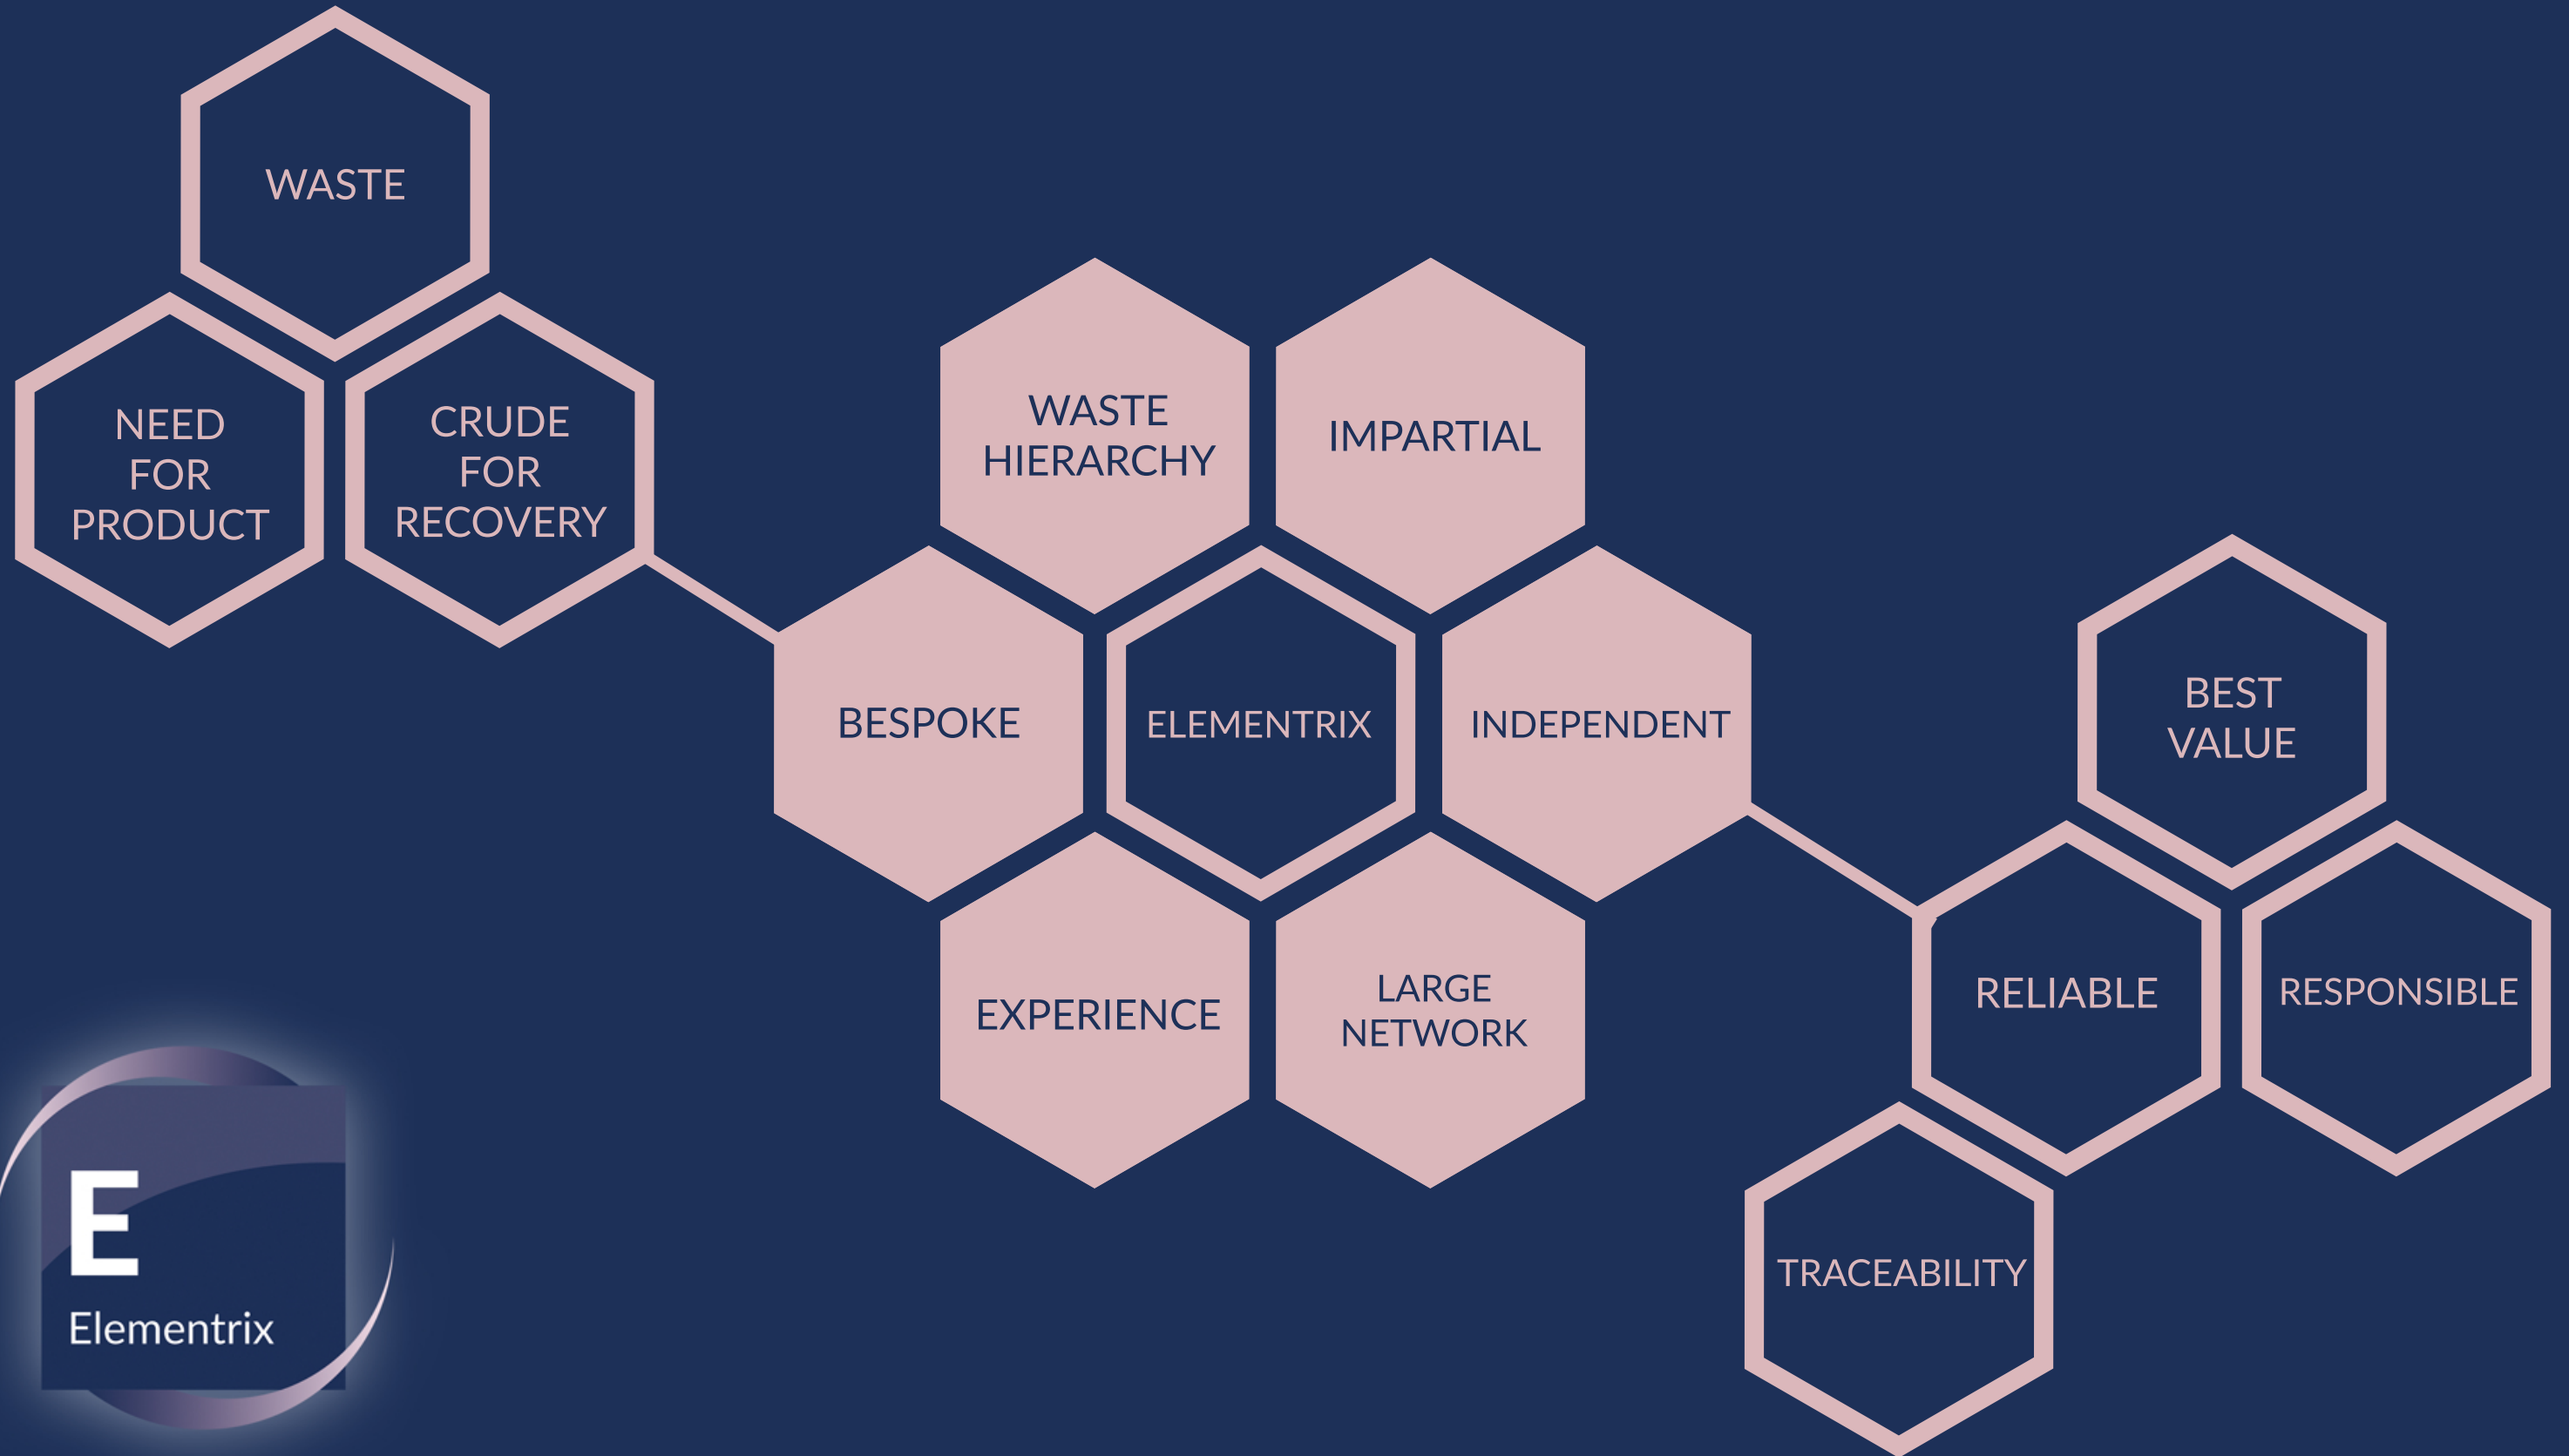 WASTE
NEED
FOR
PRODUCT
CRUDE
FOR
RECOVERY
WASTE
HIERARCHY
IMPARTIAL
BESPOKE
ELEMENTRIX
INDEPENDENT
EXPERIENCE
LARGE
NETWORK
BEST
VALUE
RELIABLE
RESPONSIBLE
TRACEABILITY
E
Elementrix